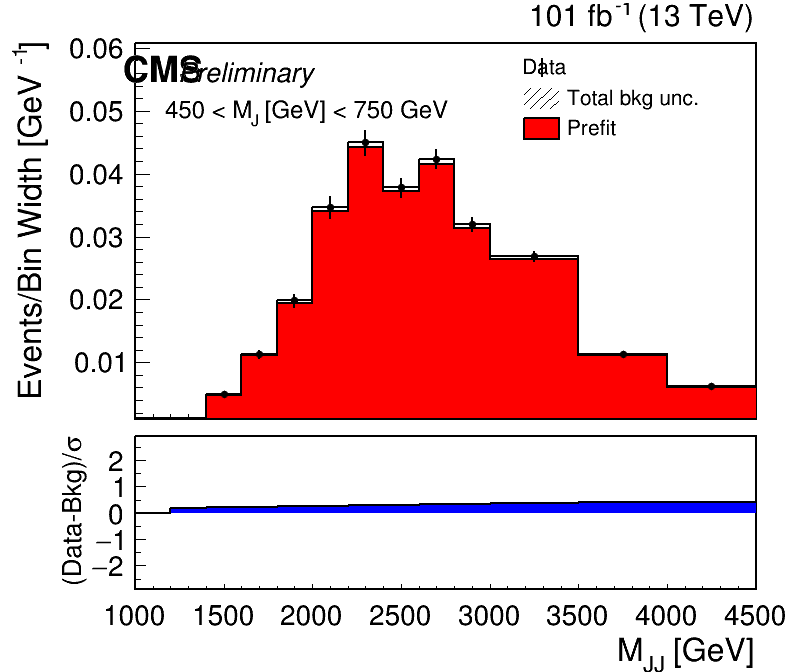 101 fb⁻¹ (13 TeV)
Events/Bin Width [GeV⁻¹]
0.06
0.05
0.04
0.03
0.02
0.01
CMS Preliminary
450 < M_J [GeV] < 750 GeV
Data
Total bkg unc.
Prefit
(Data-Bkg)/σ
2
1
0
−1
−2
1000 1500 2000 2500 3000 3500 4000 4500
M_JJ [GeV]